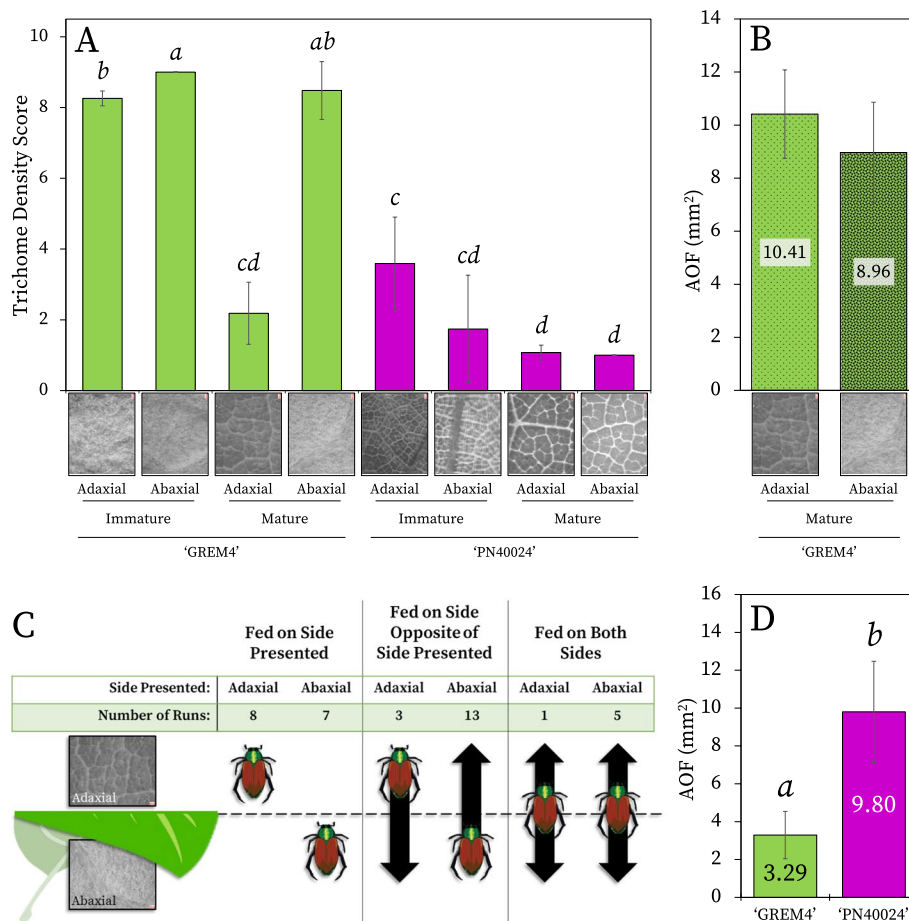 A
Trichome Density Score
10
8
6
4
2
0
b
a
cd
ab
c
cd
d
d
Adaxial Abaxial Adaxial Abaxial Adaxial Abaxial Adaxial Abaxial
Immature Mature Immature Mature
‘GREM4’ ‘PN40024’
B
AOF (mm²)
14
12
10
8
6
4
2
0
10.41
8.96
Adaxial Abaxial
Mature
‘GREM4’
C
Fed on Side
Presented
Fed on Side
Opposite of
Side Presented
Fed on Both
Sides
Side Presented: Adaxial Abaxial Adaxial Abaxial Adaxial Abaxial
Number of Runs: 8 7 3 13 1 5
Adaxial
Abaxial
D
AOF (mm²)
16
14
12
10
8
6
4
2
0
a
b
3.29
9.80
‘GREM4’ ‘PN40024’